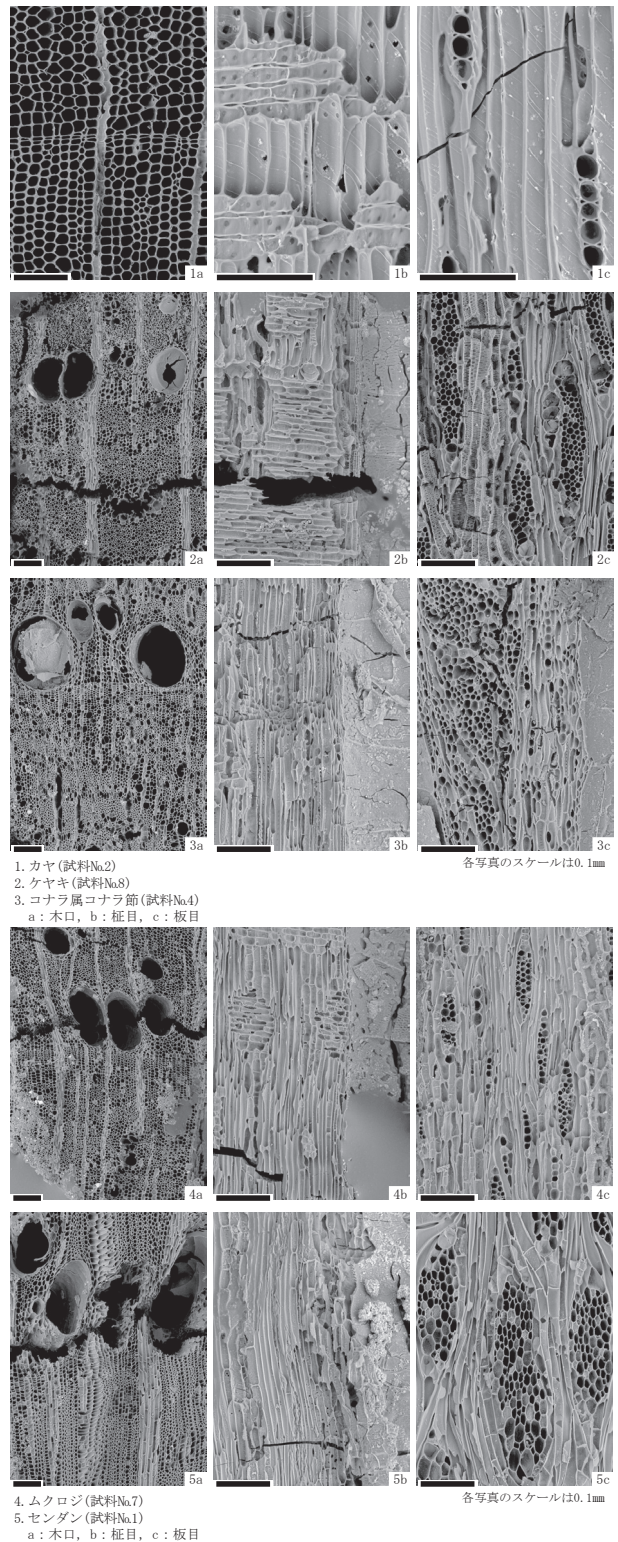 1a
1b
1c
2a
2b
2c
3a
3b
3c
1. カヤ(試料№2)
2. ケヤキ(試料№8)
3. コナラ属コナラ節(試料№4)
a：木口, b：柾目, c：板目
各写真のスケールは0.1㎜
4a
4b
4c
5a
5b
5c
4. ムクロジ(試料№7)
5. センダン(試料№1)
a：木口, b：柾目, c：板目
各写真のスケールは0.1㎜